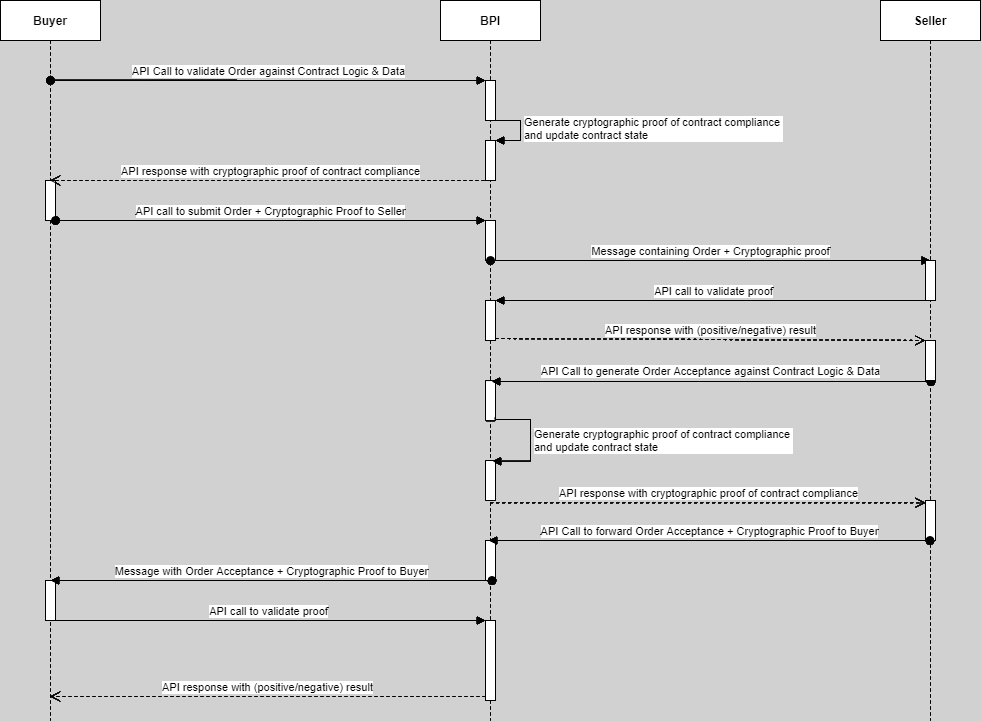 Buyer
BPI
Seller
API Call to validate Order against Contract Logic & Data
Generate cryptographic proof of contract compliance
and update contract state
API response with cryptographic proof of contract compliance
API call to submit Order + Cryptographic Proof to Seller
Message containing Order + Cryptographic proof
API call to validate proof
API response with (positive/negative) result
API Call to generate Order Acceptance against Contract Logic & Data
Generate cryptographic proof of contract compliance
and update contract state
API response with cryptographic proof of contract compliance
API Call to forward Order Acceptance + Cryptographic Proof to Buyer
Message with Order Acceptance + Cryptographic Proof to Buyer
API call to validate proof
API response with (positive/negative) result